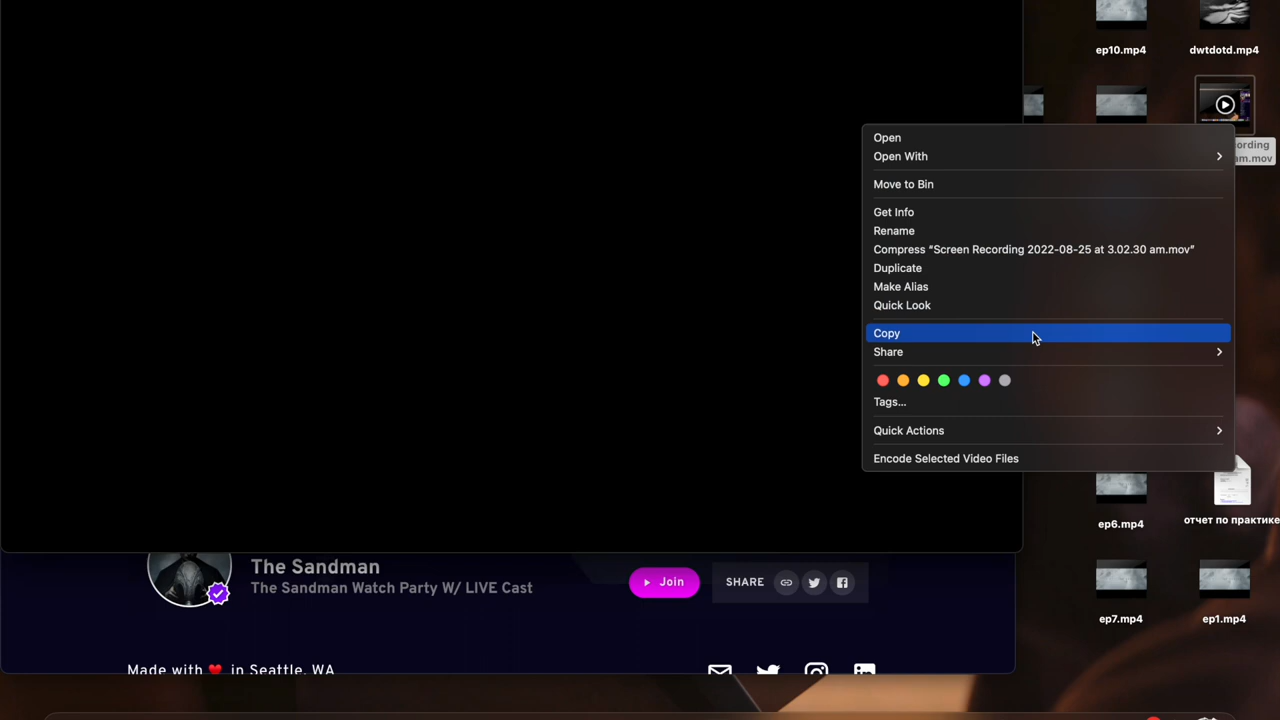 ep10.mp4
dwtdotd.mp4
ording
am.mov
Open
Open With
Move to Bin
Get Info
Rename
Compress “Screen Recording 2022-08-25 at 3.02.30 am.mov”
Duplicate
Make Alias
Quick Look
Copy
Share
Tags...
Quick Actions
Encode Selected Video Files
ep6.mp4
отчет по практике
ep7.mp4
ep1.mp4
The Sandman
The Sandman Watch Party W/ LIVE Cast
Join
SHARE
Made with ❤️ in Seattle, WA